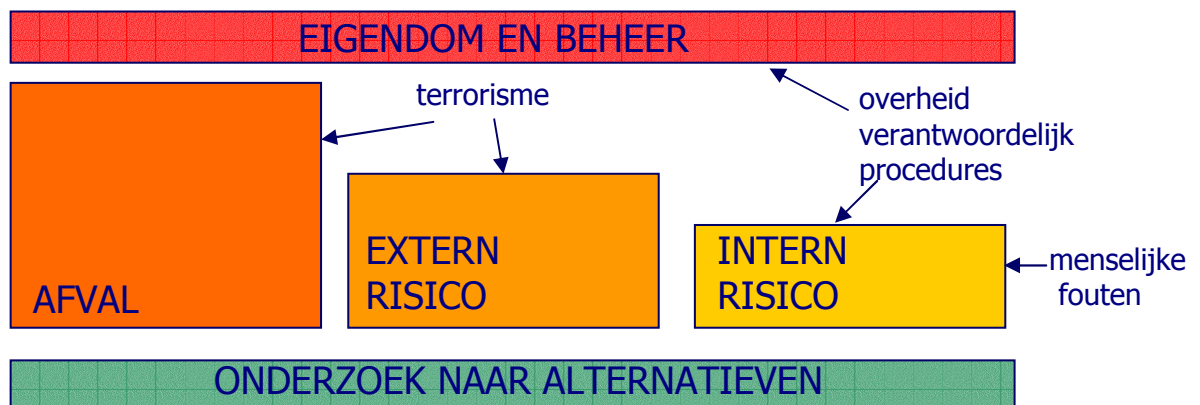 EIGENDOM EN BEHEER
terrorisme
overheid
verantwoordelijk
procedures
AFVAL
EXTERN
RISICO
INTERN
RISICO
menselijke
fouten
ONDERZOEK NAAR ALTERNATIEVEN